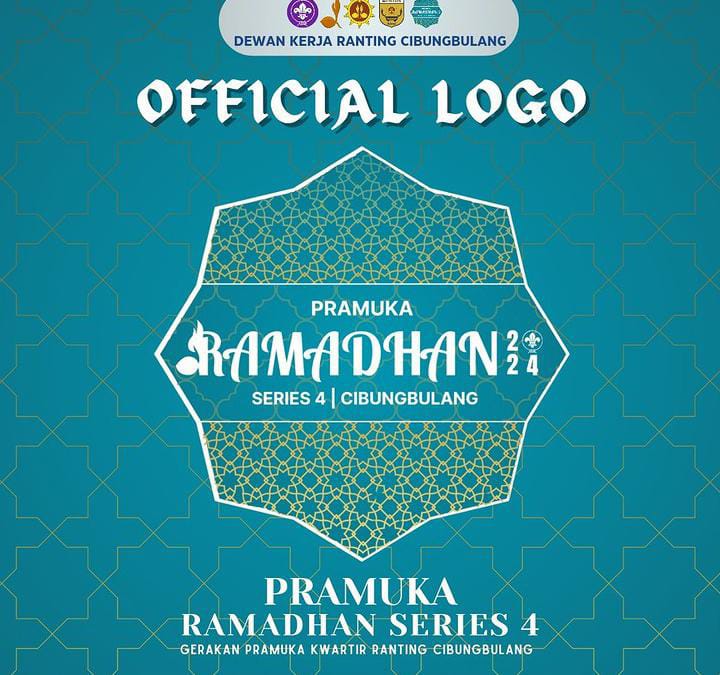 DEWAN KERJA RANTING CIBUNGBULANG
OFFICIAL LOGO
PRAMUKA
RAMADHAN 2024
SERIES 4 | CIBUNGBULANG
PRAMUKA
RAMADHAN SERIES 4
GERAKAN PRAMUKA KWARTIR RANTING CIBUNGBULANG